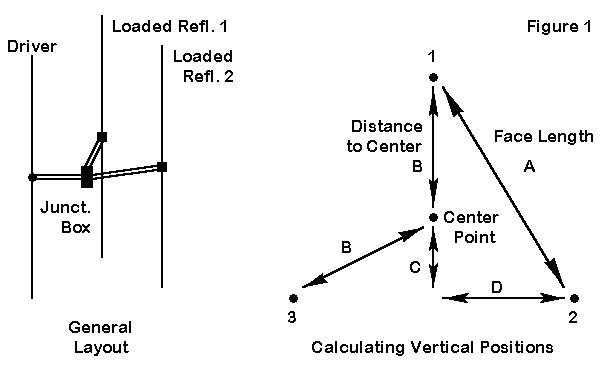 Figure 1
Driver
Loaded Refl. 1
Loaded
Refl. 2
Junct.
Box
General
Layout
1
Distance
to Center
B
Face Length
A
Center
Point
B
C
D
3
2
Calculating Vertical Positions